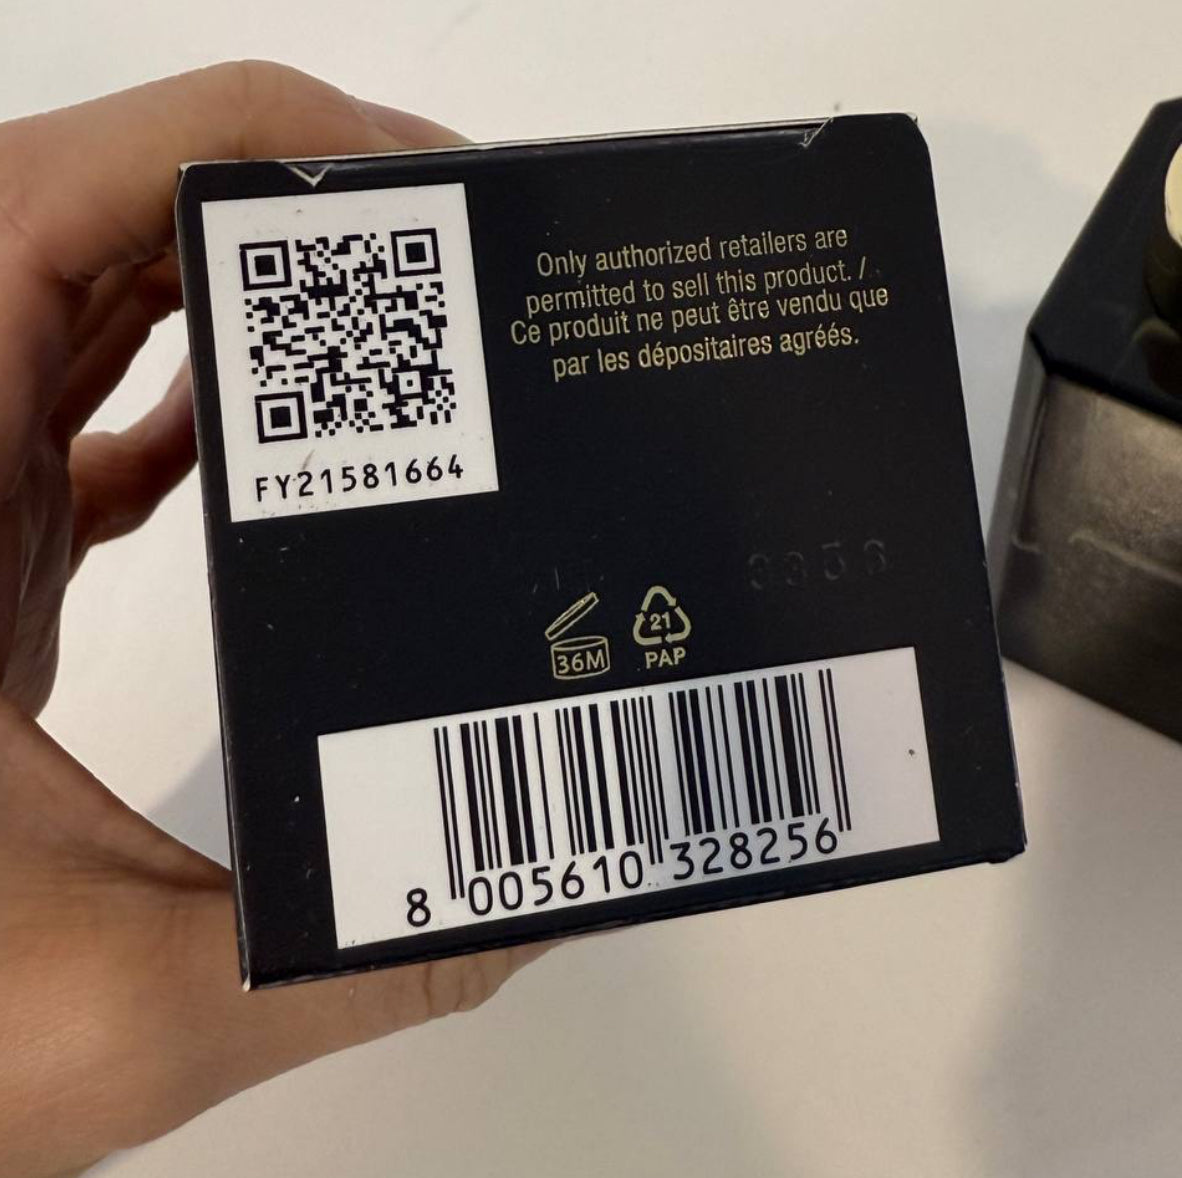 FY21581664
Only authorized retailers are
permitted to sell this product. /
Ce produit ne peut être vendu que
par les dépositaires agréés.
36M
21
PAP
8 005610 328256